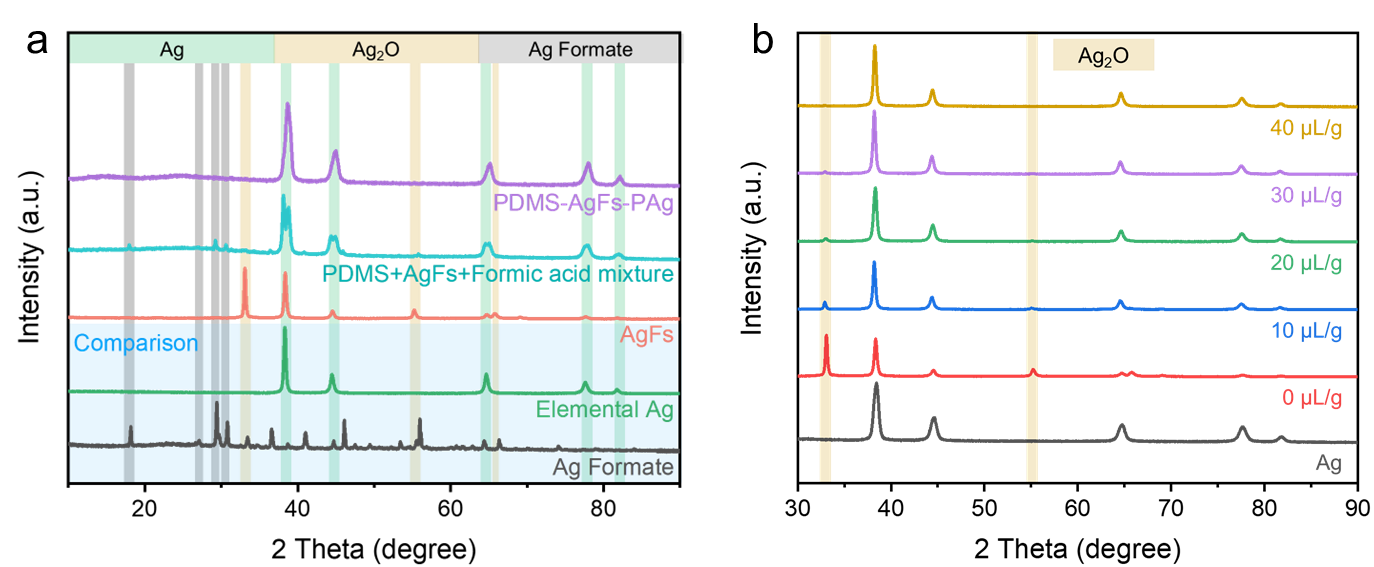 a
Ag
Ag₂O
Ag Formate
PDMS-AgFs-PAg
PDMS+AgFs+Formic acid mixture
AgFs
Comparison
Elemental Ag
Ag Formate
Intensity (a.u.)
20 40 60 80
2 Theta (degree)
b
Ag₂O
40 µL/g
30 µL/g
20 µL/g
10 µL/g
0 µL/g
Ag
Intensity (a.u.)
30 40 50 60 70 80 90
2 Theta (degree)